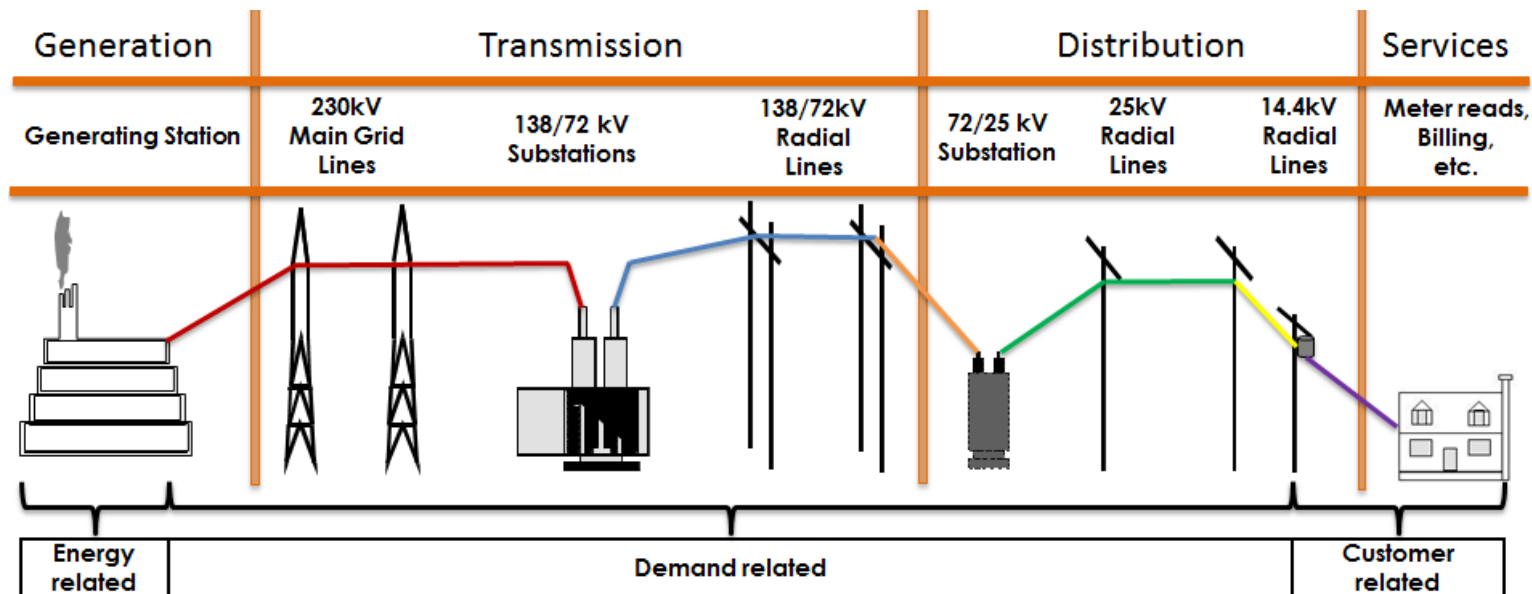 Generation
Transmission
Distribution
Services
Generating Station
230kV
Main Grid
Lines
138/72 kV
Substations
138/72kV
Radial
Lines
72/25 kV
Substation
25kV
Radial
Lines
14.4kV
Radial
Lines
Meter reads,
Billing,
etc.
Energy
related
Demand related
Customer
related